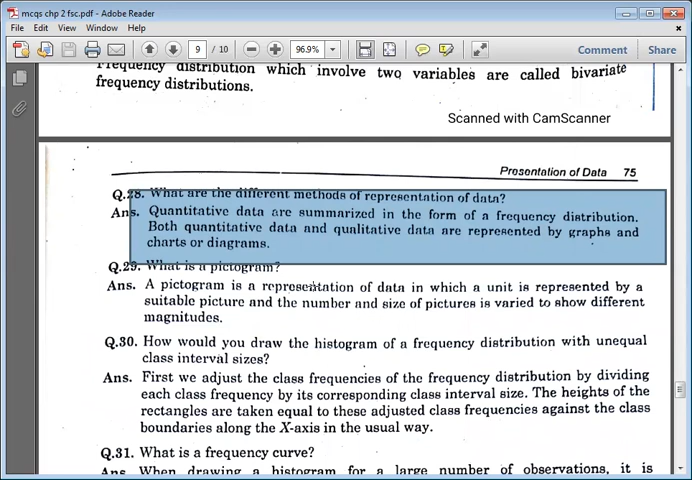 mcqs chp 2 fsc.pdf - Adobe Reader
File Edit View Window Help
9 / 10 96.9% Comment Share
Frequency distribution which involve two variables are called bivariate
frequency distributions.
Scanned with CamScanner
Presentation of Data 75
Q.28. What are the different methods of representation of data?
Ans. Quantitative data are summarized in the form of a frequency distribution.
Both quantitative data and qualitative data are represented by graphs and
charts or diagrams.
Q.29. What is a pictogram?
Ans. A pictogram is a representation of data in which a unit is represented by a
suitable picture and the number and size of pictures is varied to show different
magnitudes.
Q.30. How would you draw the histogram of a frequency distribution with unequal
class interval sizes?
Ans. First we adjust the class frequencies of the frequency distribution by dividing
each class frequency by its corresponding class interval size. The heights of the
rectangles are taken equal to these adjusted class frequencies against the class
boundaries along the X-axis in the usual way.
Q.31. What is a frequency curve?
Ans. When drawing a histogram for a large number of observations, it is